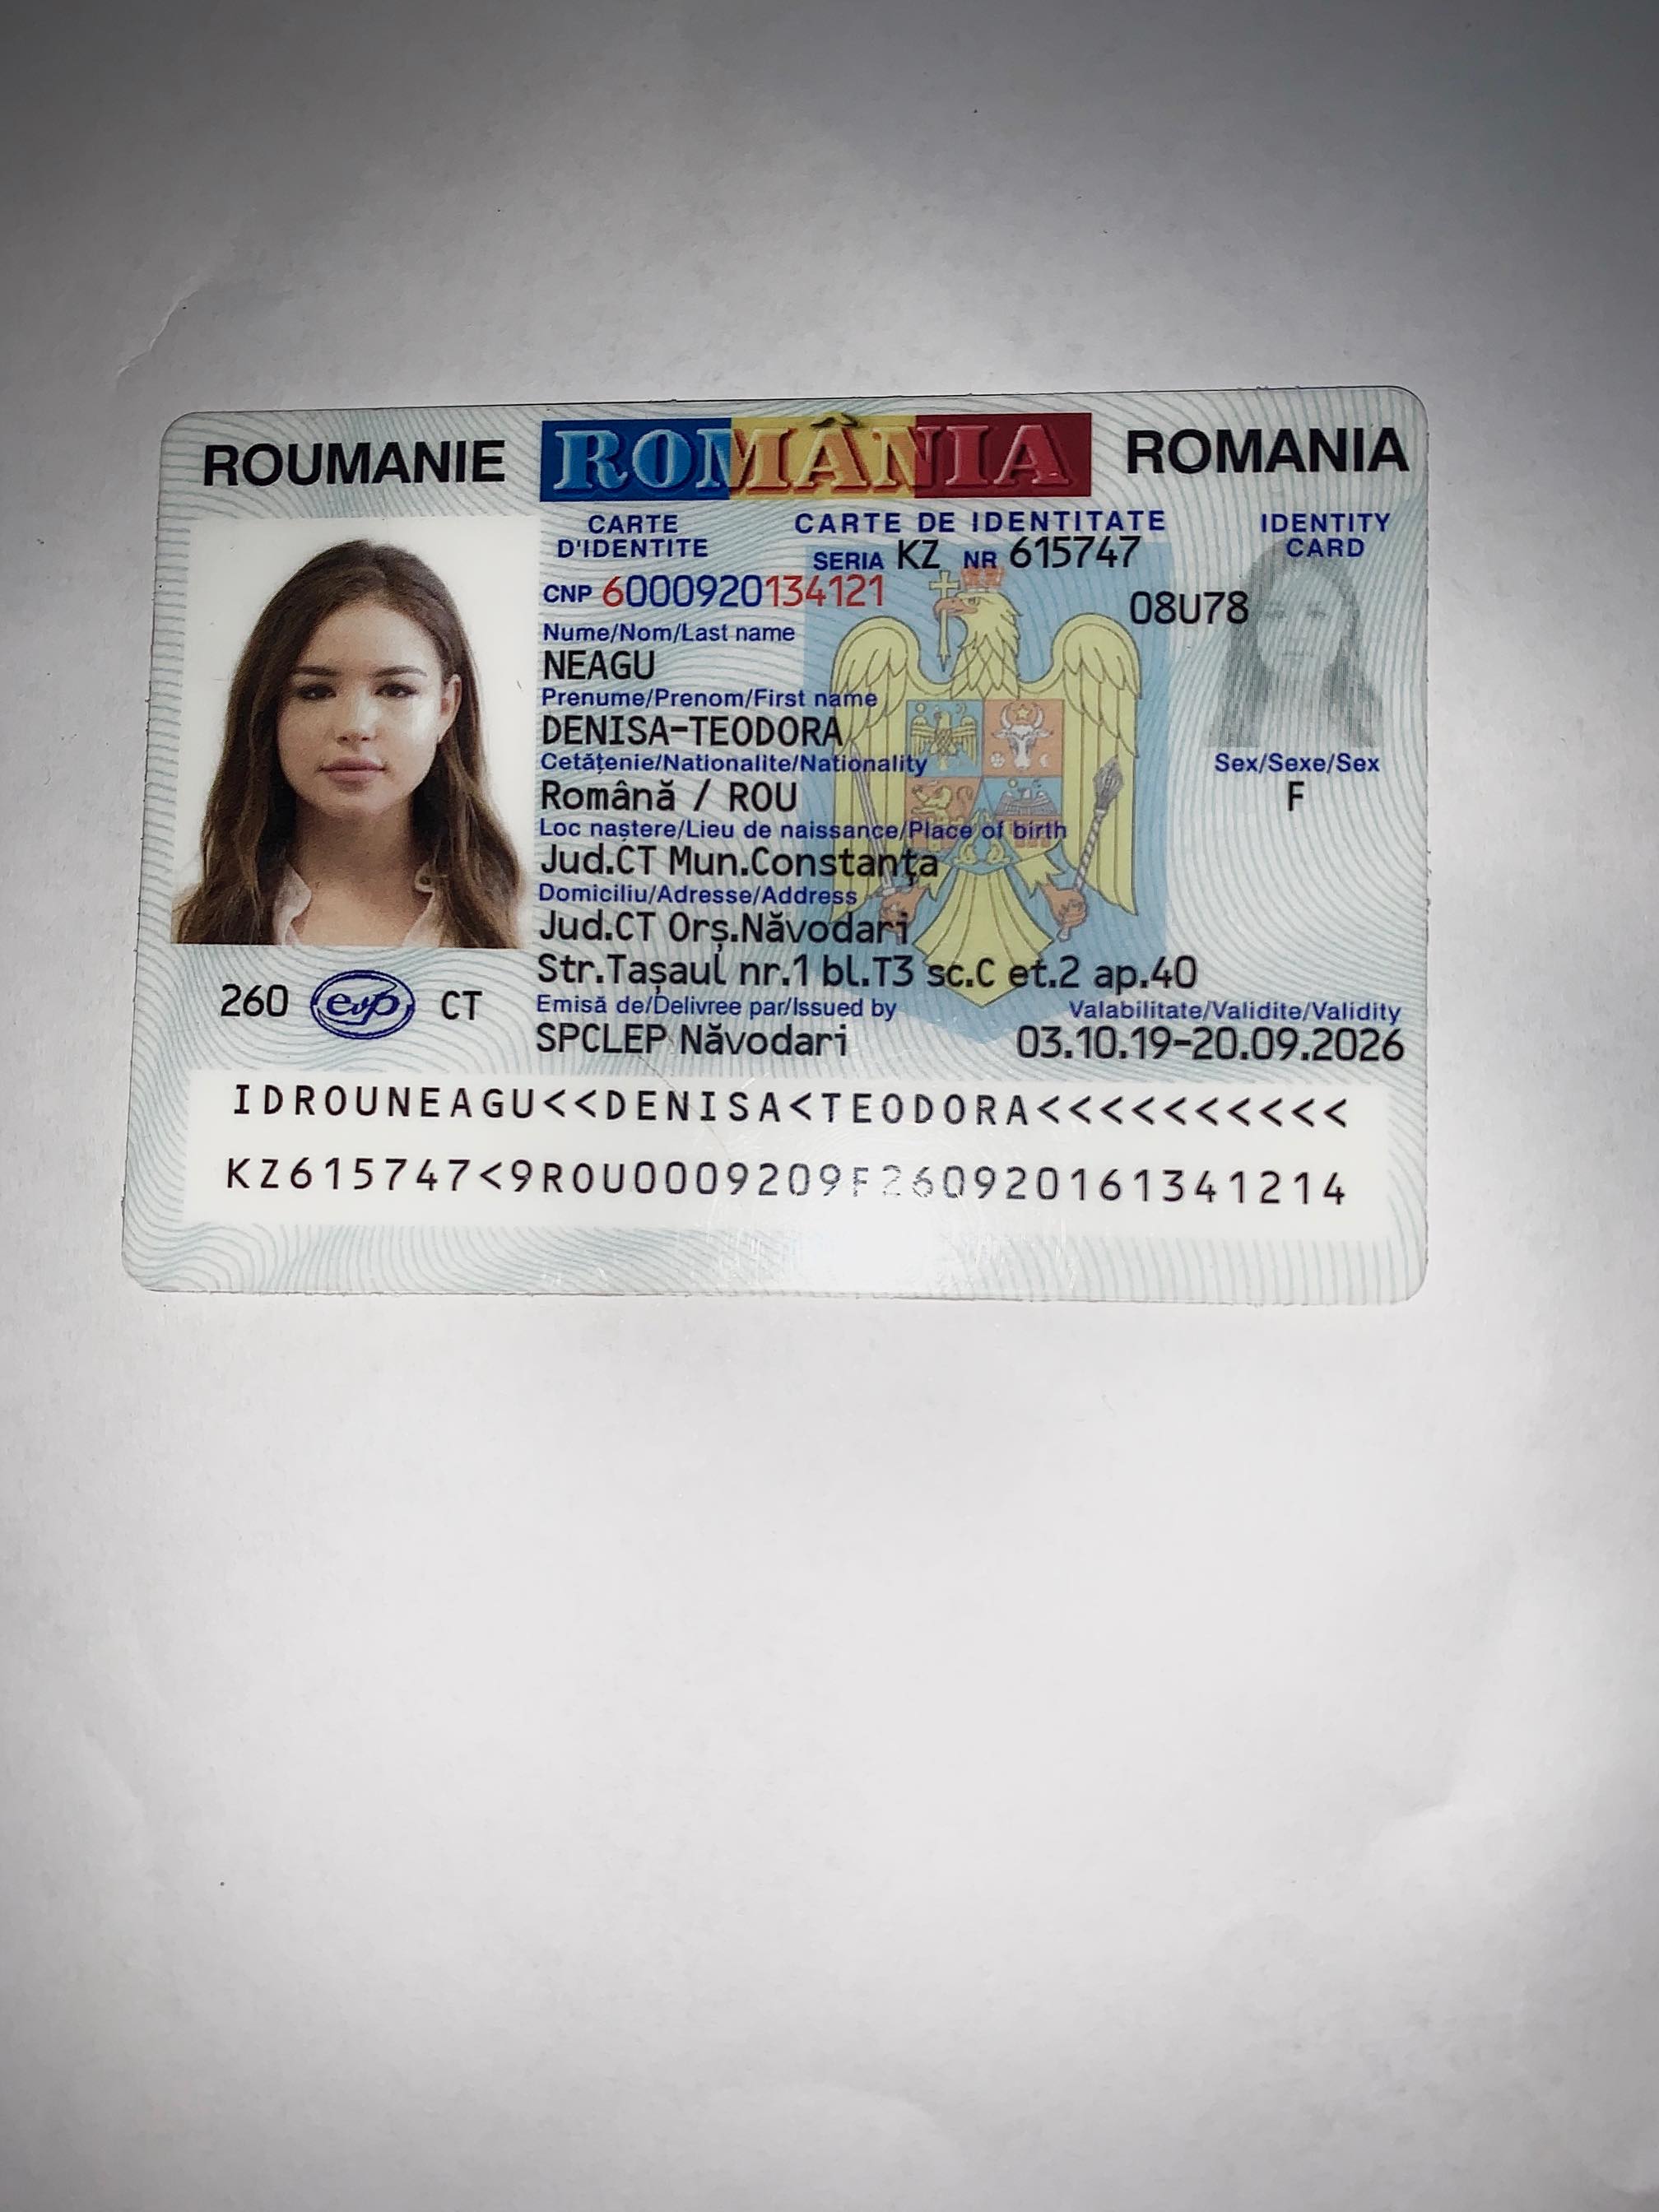 ROUMANIE ROMÂNIA ROMANIA
CARTE D'IDENTITE
CARTE DE IDENTITATE
IDENTITY CARD
SERIA KZ NR 615747
CNP 6000920134121
08U78
Nume/Nom/Last name
NEAGU
Prenume/Prenom/First name
DENISA-TEODORA
Cetățenie/Nationalite/Nationality
Română / ROU
Sex/Sexe/Sex
F
Loc naștere/Lieu de naissance/Place of birth
Jud.CT Mun.Constanța
Domiciliu/Adresse/Address
Jud.CT Orș.Năvodari
Str.Tașaul nr.1 bl.T3 sc.C et.2 ap.40
260 evp CT
Emisă de/Delivree par/Issued by
SPCLEP Năvodari
Valabilitate/Validite/Validity
03.10.19-20.09.2026
IDROUNEAGU<<DENISA<TEODORA<<<<<<<<<<
KZ615747<9ROU0009209F260920161341214